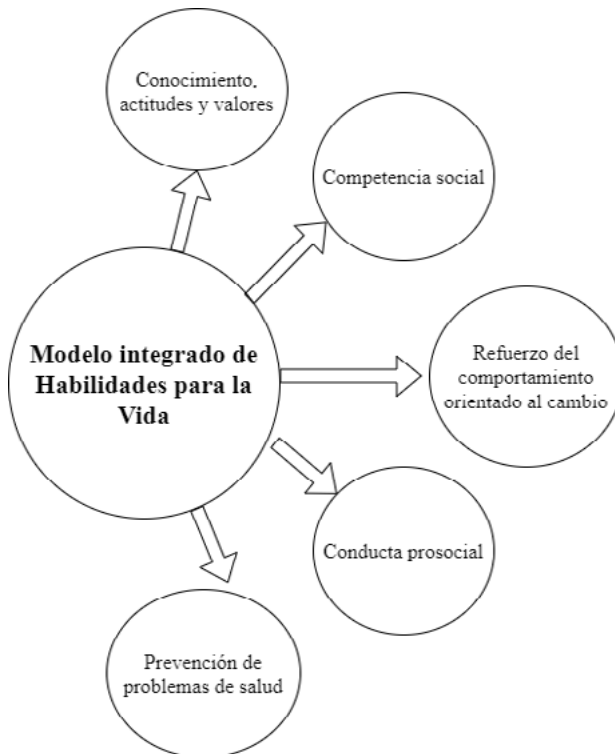 Conocimiento,
actitudes y valores
Competencia social
Modelo integrado de
Habilidades para la
Vida
Refuerzo del
comportamiento
orientado al cambio
Conducta prosocial
Prevención de
problemas de salud